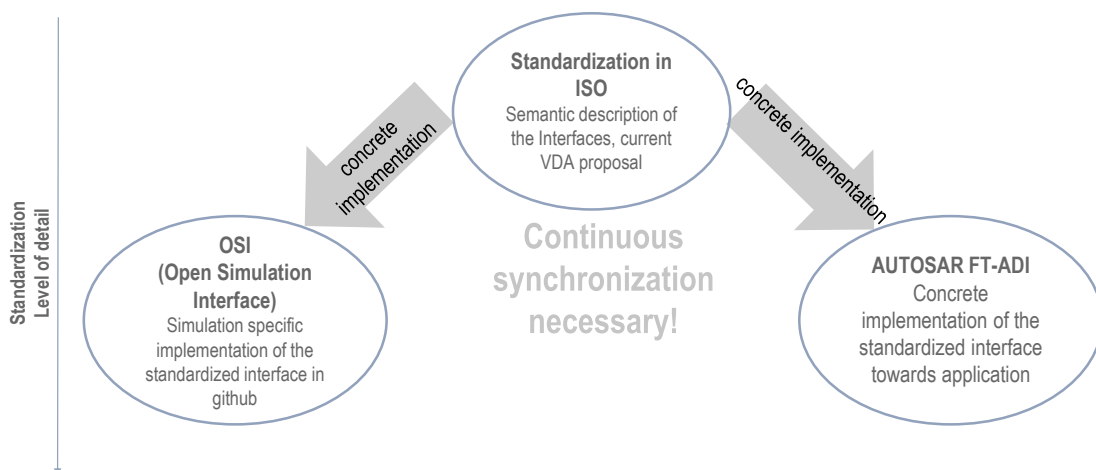 Standardization
Level of detail
Standardization in
ISO
Semantic description of
the Interfaces, current
VDA proposal
concrete
implementation
concrete implementation
OSI
(Open Simulation
Interface)
Simulation specific
implementation of the
standardized interface in
github
Continuous
synchronization
necessary!
AUTOSAR FT-ADI
Concrete
implementation of the
standardized interface
towards application